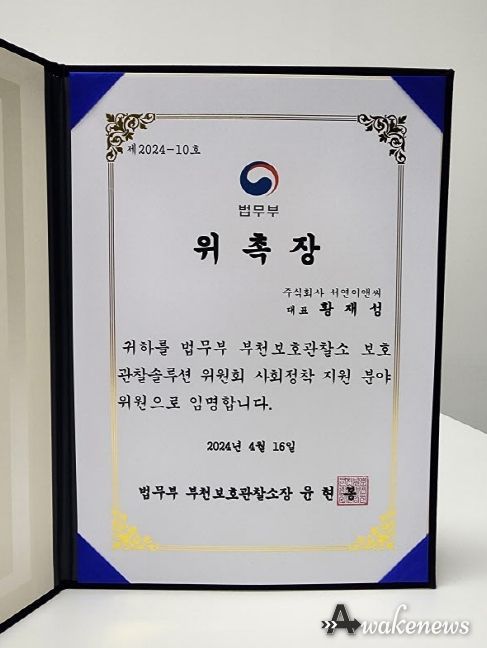 제2024-10호
법무부
위 촉 장
주식회사 서연이앤씨
대표 황 재 섭
귀하를 법무부 부천보호관찰소 보호
관찰솔루션 위원회 사회정착 지원 분야
위원으로 임명합니다.
2024년 4월 16일
법무부 부천보호관찰소장 윤 현 봉
Awakenews